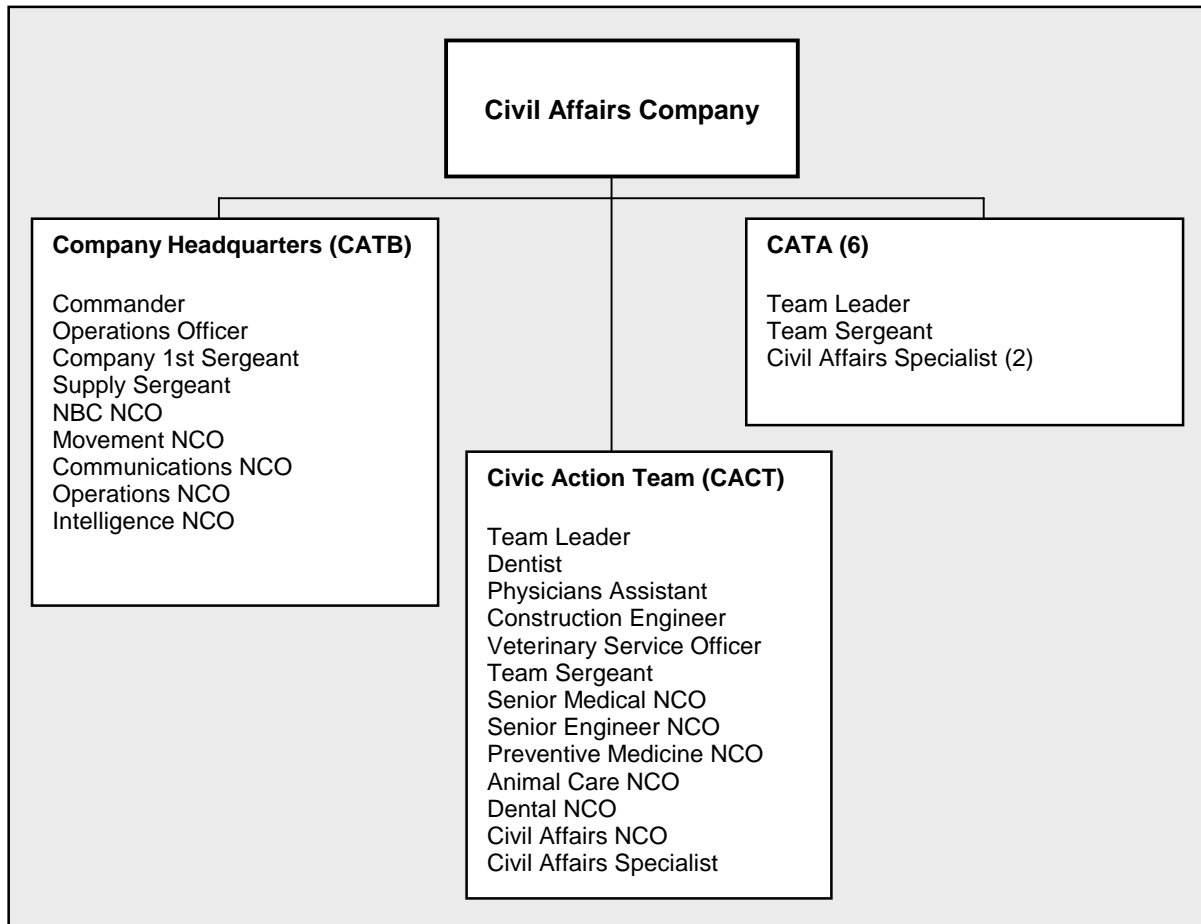 Civil Affairs Company
Company Headquarters (CATB)
Commander
Operations Officer
Company 1st Sergeant
Supply Sergeant
NBC NCO
Movement NCO
Communications NCO
Operations NCO
Intelligence NCO
Civic Action Team (CACT)
Team Leader
Dentist
Physicians Assistant
Construction Engineer
Veterinary Service Officer
Team Sergeant
Senior Medical NCO
Senior Engineer NCO
Preventive Medicine NCO
Animal Care NCO
Dental NCO
Civil Affairs NCO
Civil Affairs Specialist
CATA (6)
Team Leader
Team Sergeant
Civil Affairs Specialist (2)